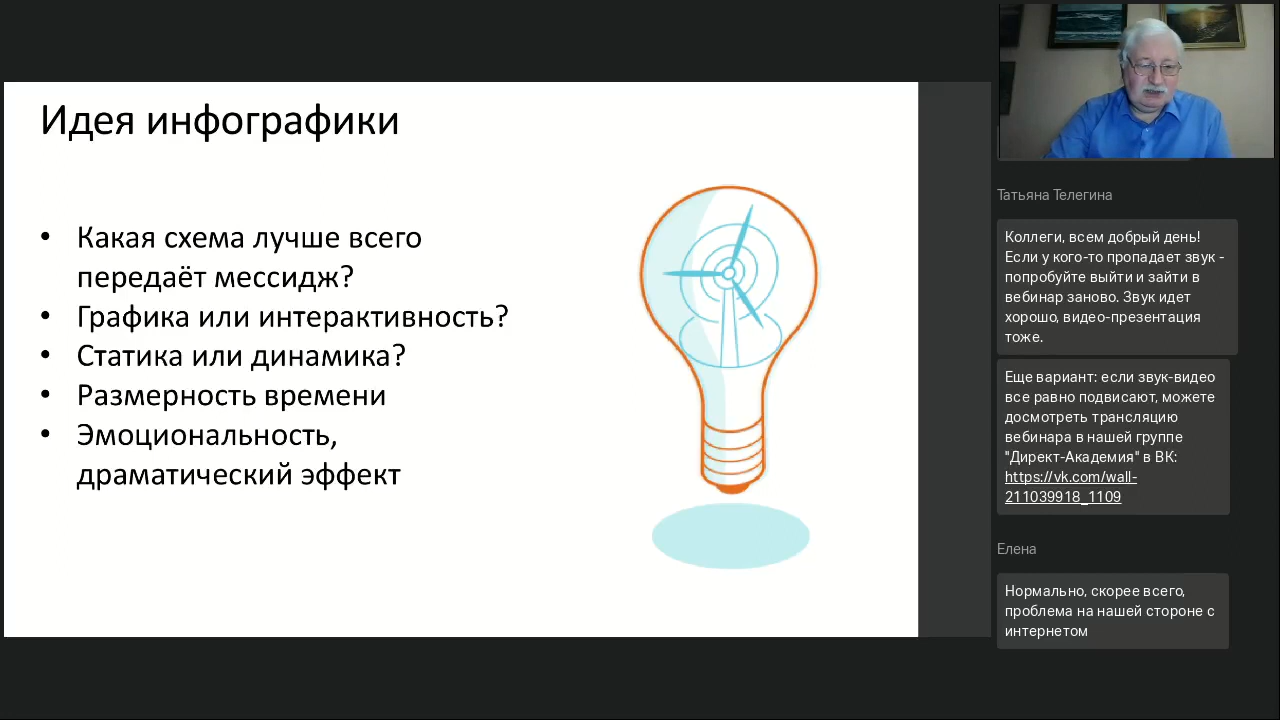 Идея инфографики
• Какая схема лучше всего
передаёт мессидж?
• Графика или интерактивность?
• Статика или динамика?
• Размерность времени
• Эмоциональность,
драматический эффект
Татьяна Телегина
Коллеги, всем добрый день!
Если у кого-то пропадает звук -
попробуйте выйти и зайти в
вебинар заново. Звук идет
хорошо, видео-презентация
тоже.
Еще вариант: если звук-видео
все равно подвисают, можете
досмотреть трансляцию
вебинара в нашей группе
"Директ-Академия" в ВК:
https://vk.com/wall-
211039918_1109
Елена
Нормально, скорее всего,
проблема на нашей стороне с
интернетом